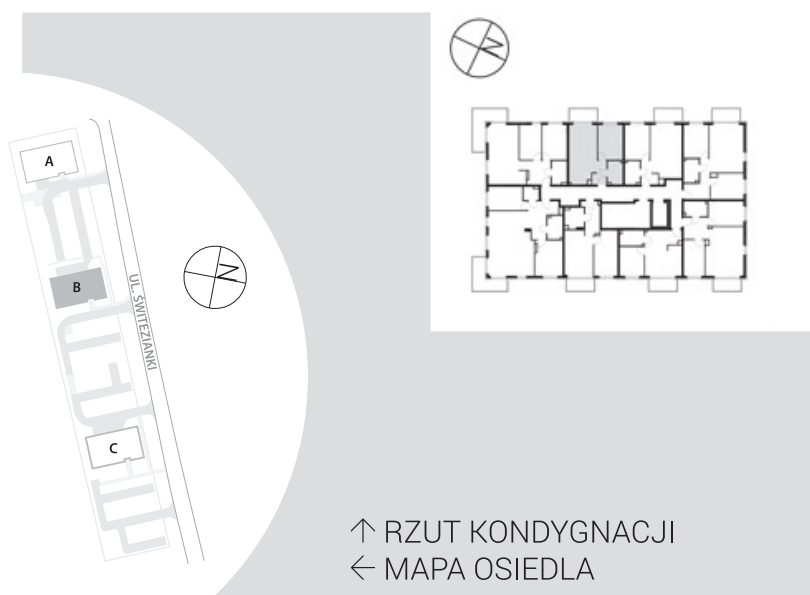 N
A
B
N
UL. ŚWITEZIANKI
C
↑ RZUT KONDYGNACJI
← MAPA OSIEDLA